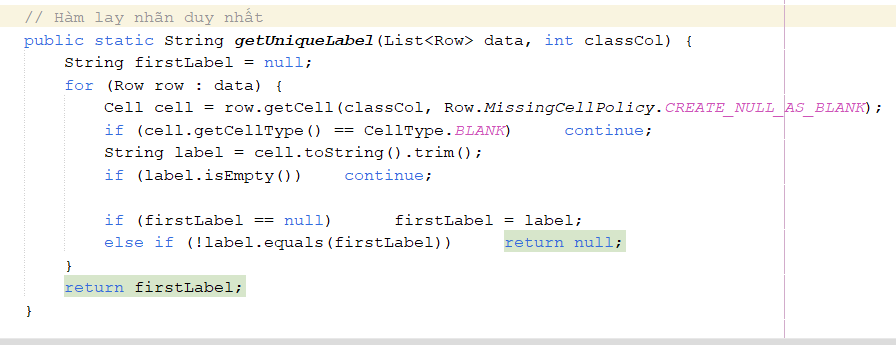 // Hàm lay nhãn duy nhất
public static String getUniqueLabel(List<Row> data, int classCol) {
String firstLabel = null;
for (Row row : data) {
Cell cell = row.getCell(classCol, Row.MissingCellPolicy.CREATE_NULL_AS_BLANK);
if (cell.getCellType() == CellType.BLANK)     continue;
String label = cell.toString().trim();
if (label.isEmpty())    continue;
if (firstLabel == null)      firstLabel = label;
else if (!label.equals(firstLabel))     return null;
}
return firstLabel;
}